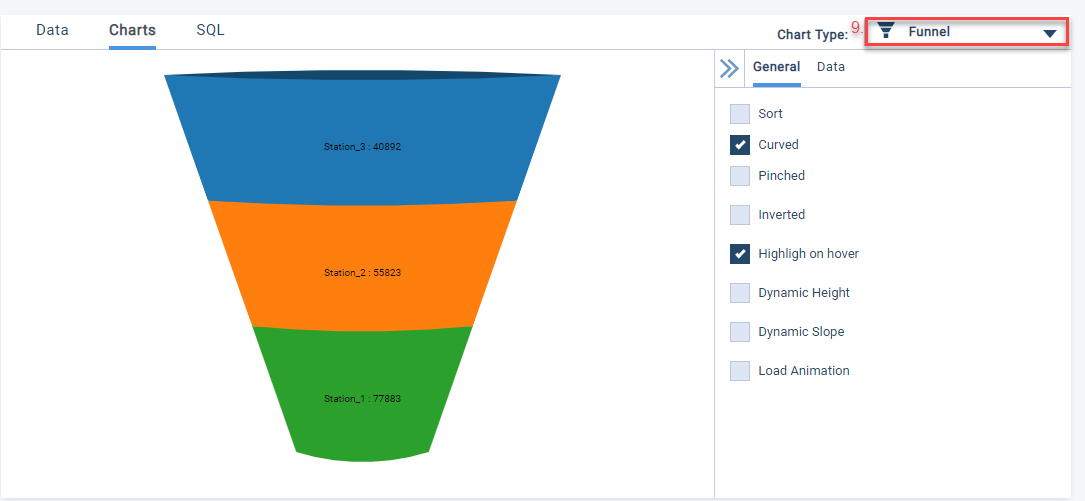 Data Charts SQL
Chart Type: 9. Funnel
General Data
Sort
Curved
Pinched
Inverted
Highligh on hover
Dynamic Height
Dynamic Slope
Load Animation
Station_3 : 40892
Station_2 : 55823
Station_1 : 77883